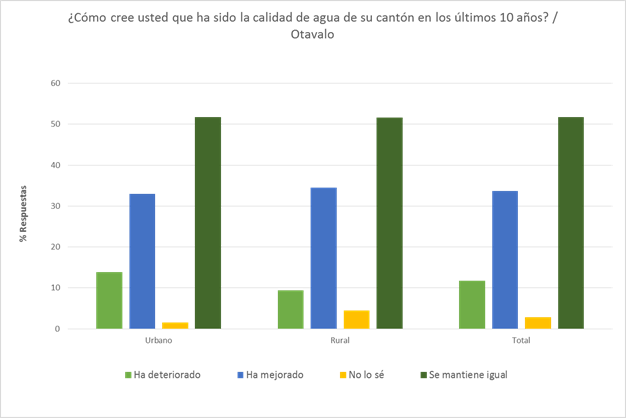 ¿Cómo cree usted que ha sido la calidad de agua de su cantón en los últimos 10 años? /
Otavalo
60
50
40
30
20
10
0
% Respuestas
Urbano
Rural
Total
Ha deteriorado
Ha mejorado
No lo sé
Se mantiene igual